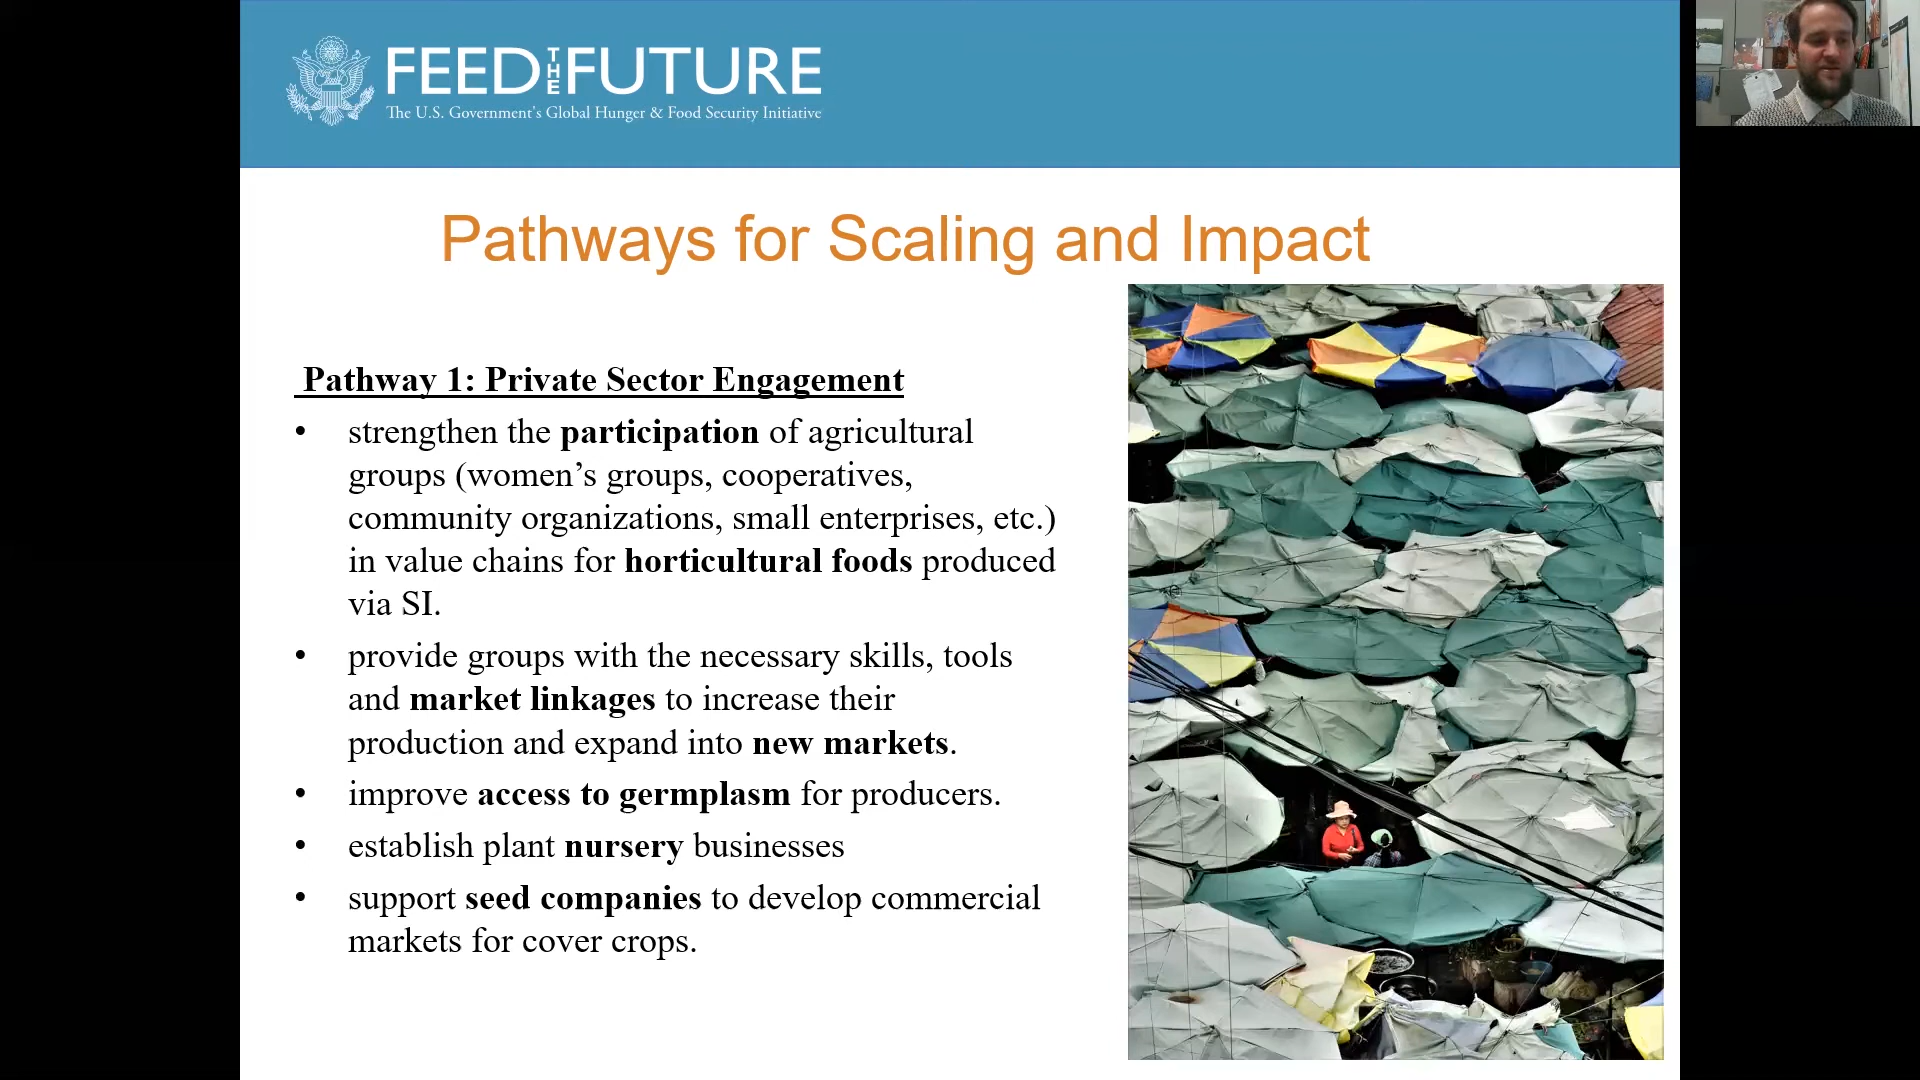 FEED THE FUTURE
The U.S. Government's Global Hunger & Food Security Initiative
Pathways for Scaling and Impact
Pathway 1: Private Sector Engagement
• strengthen the participation of agricultural
groups (women’s groups, cooperatives,
community organizations, small enterprises, etc.)
in value chains for horticultural foods produced
via SI.
• provide groups with the necessary skills, tools
and market linkages to increase their
production and expand into new markets.
• improve access to germplasm for producers.
• establish plant nursery businesses
• support seed companies to develop commercial
markets for cover crops.